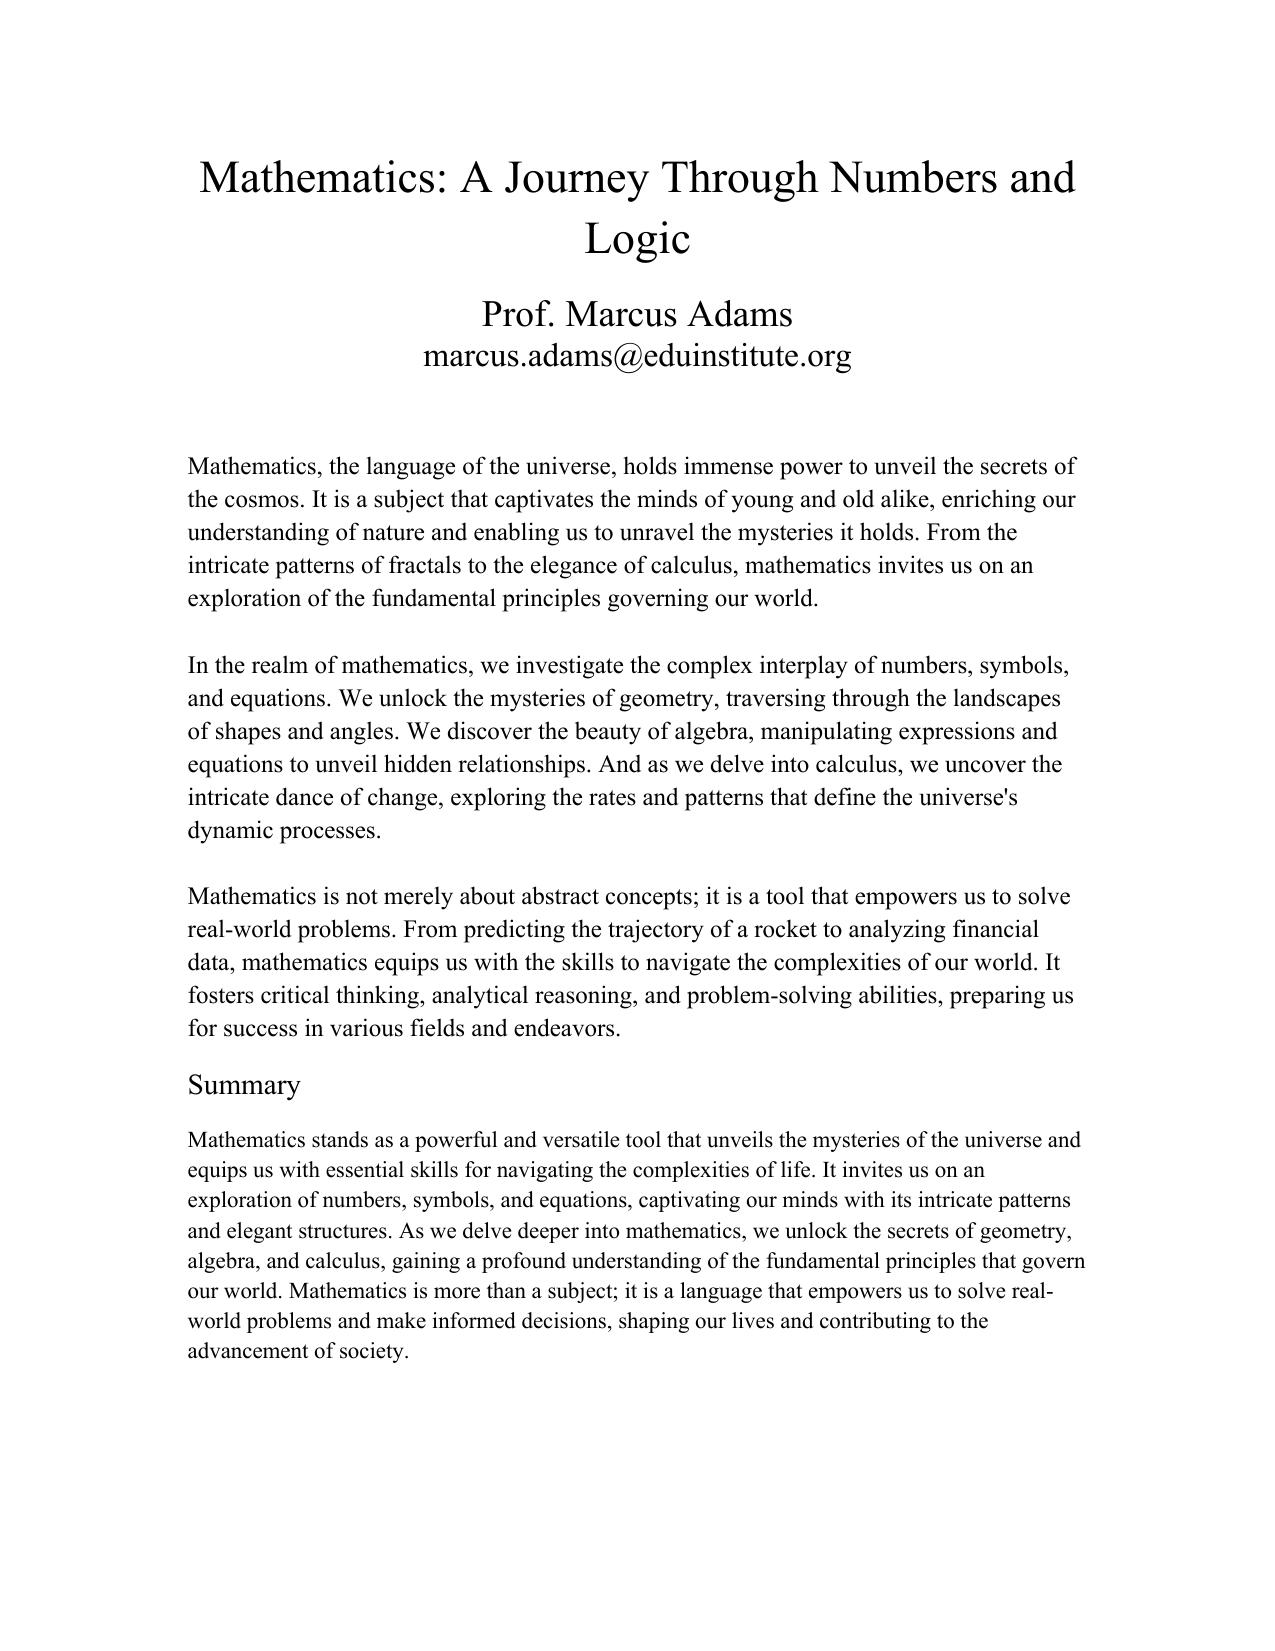 Mathematics: A Journey Through Numbers and
Logic
Prof. Marcus Adams
marcus.adams@eduinstitute.org
Mathematics, the language of the universe, holds immense power to unveil the secrets of
the cosmos. It is a subject that captivates the minds of young and old alike, enriching our
understanding of nature and enabling us to unravel the mysteries it holds. From the
intricate patterns of fractals to the elegance of calculus, mathematics invites us on an
exploration of the fundamental principles governing our world.
In the realm of mathematics, we investigate the complex interplay of numbers, symbols,
and equations. We unlock the mysteries of geometry, traversing through the landscapes
of shapes and angles. We discover the beauty of algebra, manipulating expressions and
equations to unveil hidden relationships. And as we delve into calculus, we uncover the
intricate dance of change, exploring the rates and patterns that define the universe's
dynamic processes.
Mathematics is not merely about abstract concepts; it is a tool that empowers us to solve
real-world problems. From predicting the trajectory of a rocket to analyzing financial
data, mathematics equips us with the skills to navigate the complexities of our world. It
fosters critical thinking, analytical reasoning, and problem-solving abilities, preparing us
for success in various fields and endeavors.
Summary
Mathematics stands as a powerful and versatile tool that unveils the mysteries of the universe and
equips us with essential skills for navigating the complexities of life. It invites us on an
exploration of numbers, symbols, and equations, captivating our minds with its intricate patterns
and elegant structures. As we delve deeper into mathematics, we unlock the secrets of geometry,
algebra, and calculus, gaining a profound understanding of the fundamental principles that govern
our world. Mathematics is more than a subject; it is a language that empowers us to solve real-
world problems and make informed decisions, shaping our lives and contributing to the
advancement of society.